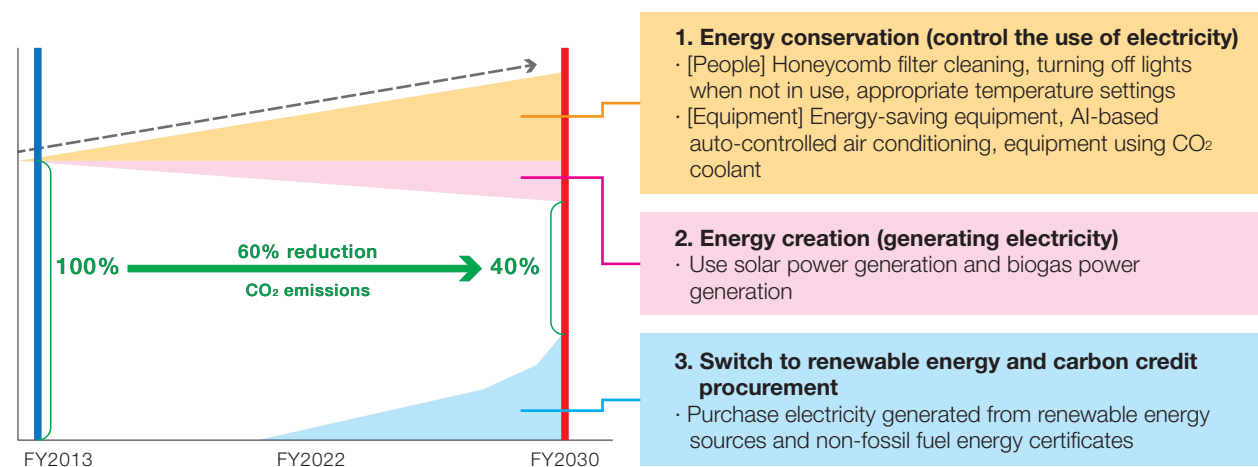 1. Energy conservation (control the use of electricity)
· [People] Honeycomb filter cleaning, turning off lights
when not in use, appropriate temperature settings
· [Equipment] Energy-saving equipment, AI-based
auto-controlled air conditioning, equipment using CO₂
coolant
2. Energy creation (generating electricity)
· Use solar power generation and biogas power
generation
3. Switch to renewable energy and carbon credit
procurement
· Purchase electricity generated from renewable energy
sources and non-fossil fuel energy certificates
100%
60% reduction
CO₂ emissions
40%
FY2013
FY2022
FY2030